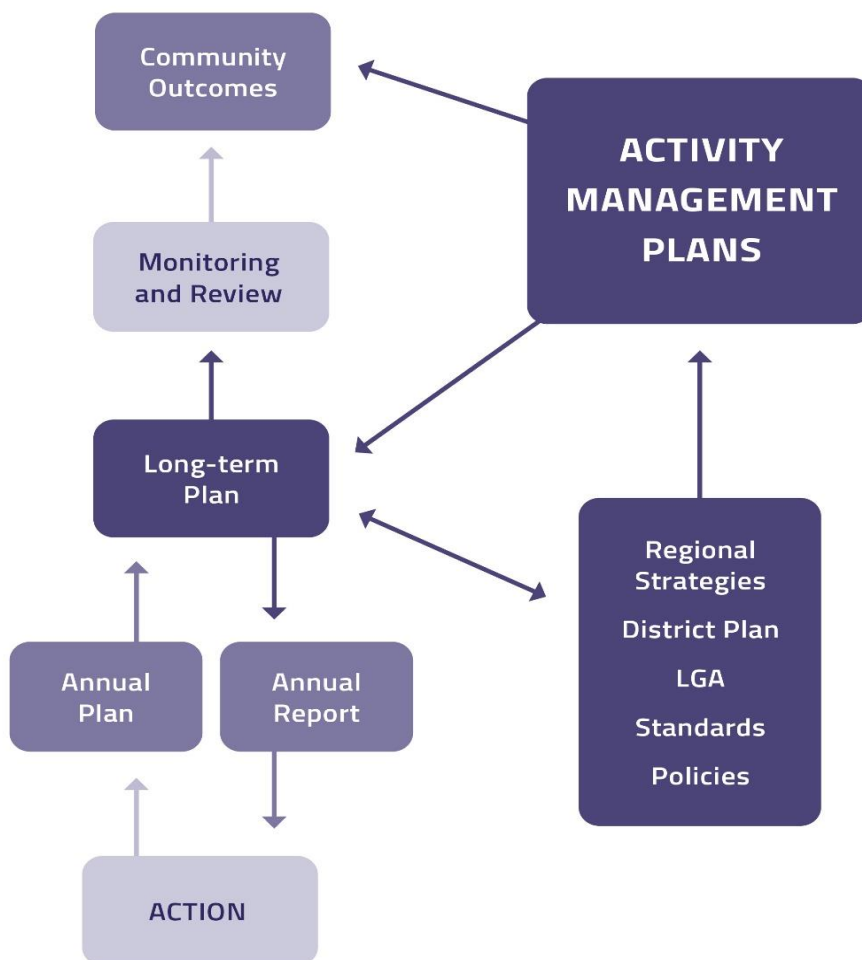 Community
Outcomes
ACTIVITY
MANAGEMENT
PLANS
Monitoring
and Review
Long-term
Plan
Regional
Strategies
District Plan
LGA
Standards
Policies
Annual
Plan
Annual
Report
ACTION